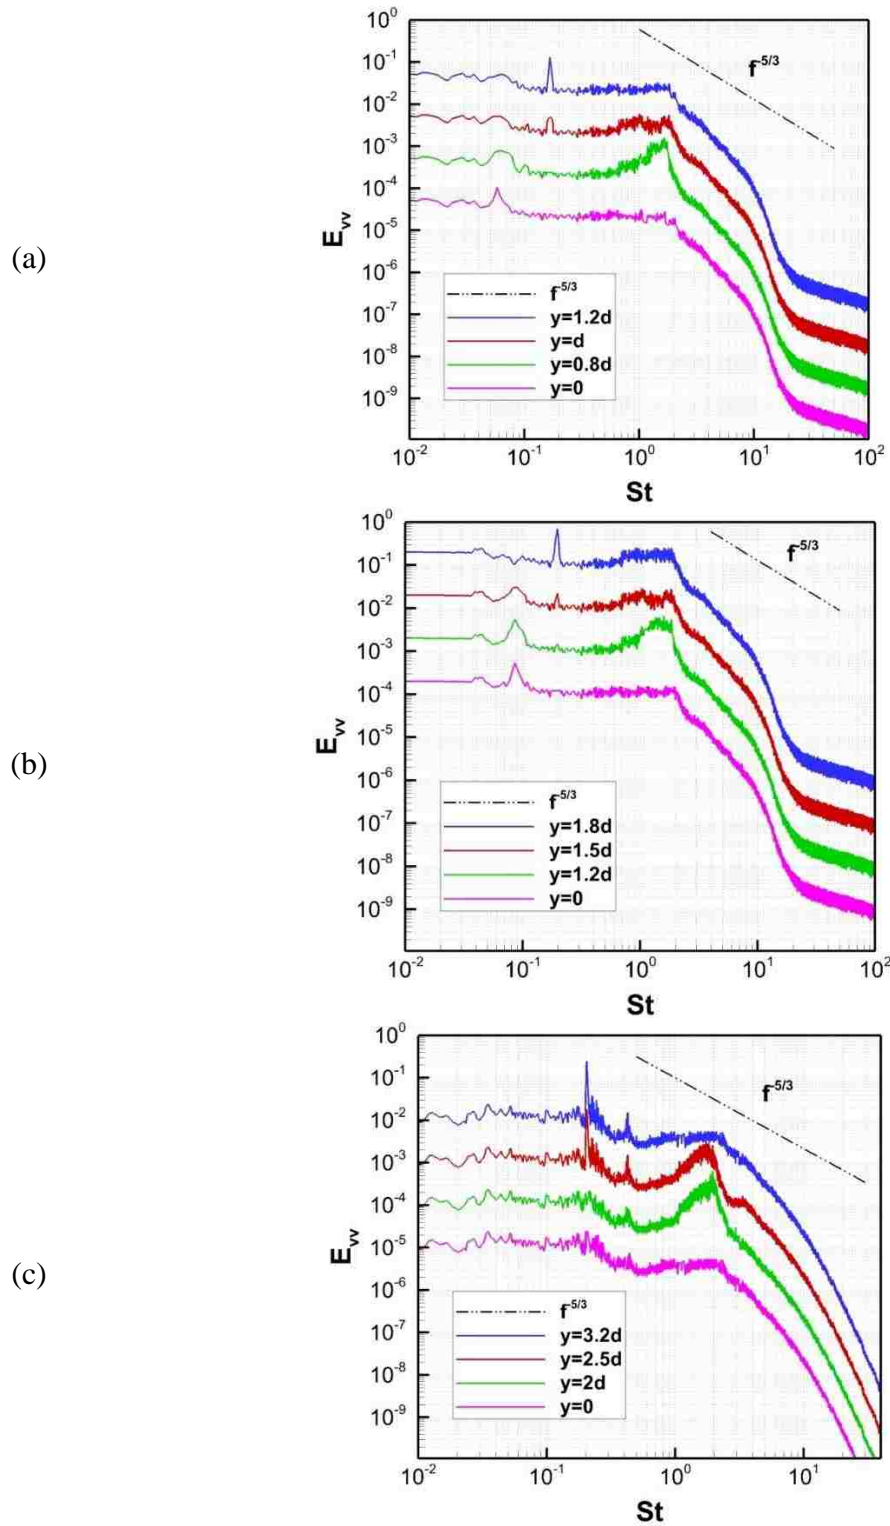 (a)
E_vv
10^0
10^-1
10^-2
10^-3
10^-4
10^-5
10^-6
10^-7
10^-8
10^-9
f^-5/3
f^-5/3
y=1.2d
y=d
y=0.8d
y=0
10^-2 10^-1 10^0 10^1 10^2
St
(b)
E_vv
10^0
10^-1
10^-2
10^-3
10^-4
10^-5
10^-6
10^-7
10^-8
10^-9
f^-5/3
f^-5/3
y=1.8d
y=1.5d
y=1.2d
y=0
10^-2 10^-1 10^0 10^1 10^2
St
(c)
E_vv
10^0
10^-1
10^-2
10^-3
10^-4
10^-5
10^-6
10^-7
10^-8
10^-9
f^-5/3
f^-5/3
y=3.2d
y=2.5d
y=2d
y=0
10^-2 10^-1 10^0 10^1
St